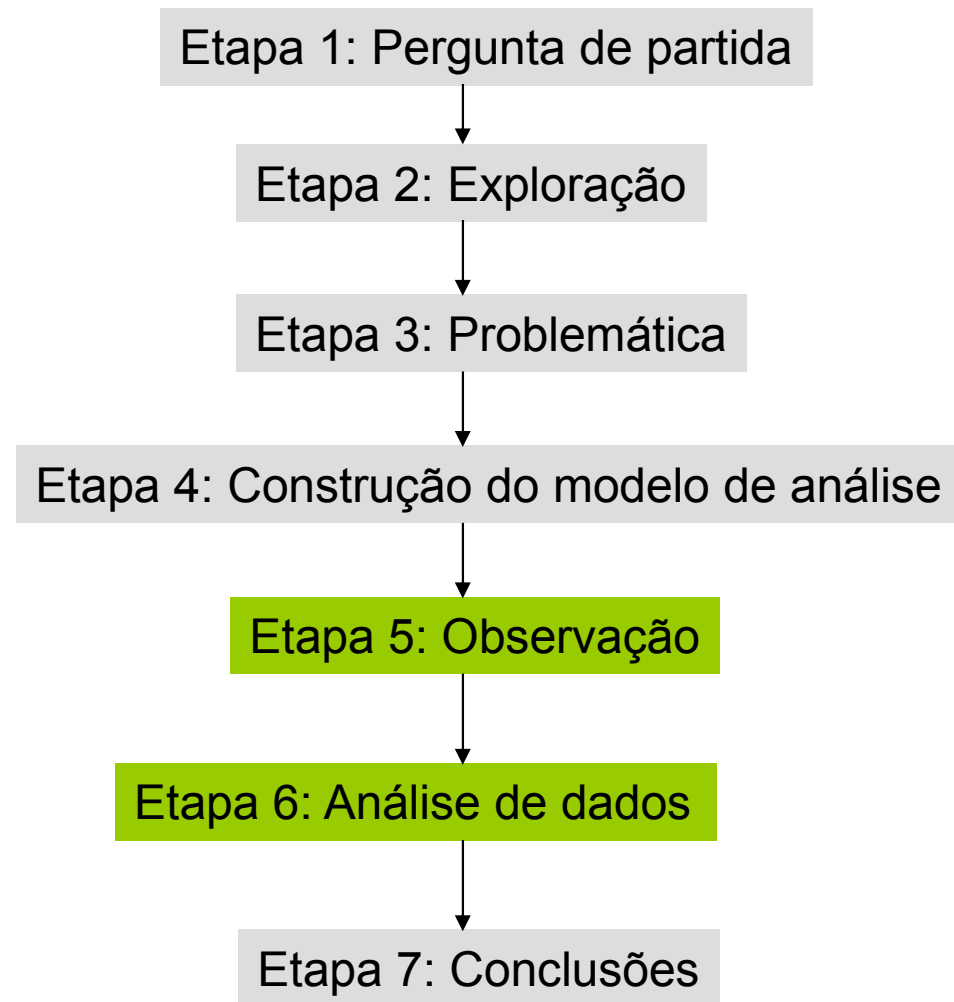 Etapa 1: Pergunta de partida
Etapa 2: Exploração
Etapa 3: Problemática
Etapa 4: Construção do modelo de análise
Etapa 5: Observação
Etapa 6: Análise de dados
Etapa 7: Conclusões